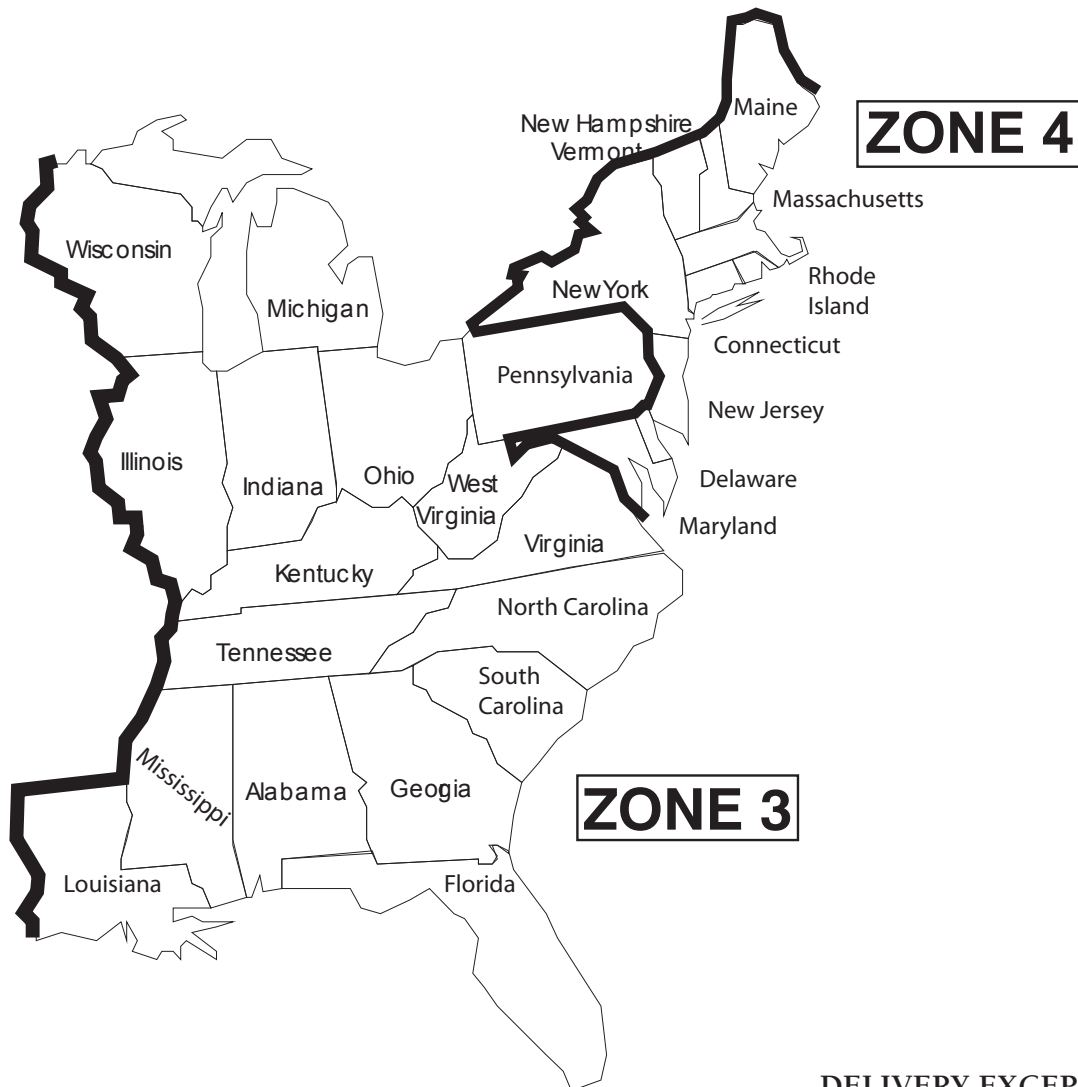 Maine
ZONE 4
New Hampshire
Vermont
Massachusetts
Wisconsin
Rhode
Island
New York
Michigan
Connecticut
Pennsylvania
New Jersey
Illinois
Ohio
Indiana
West
Virginia
Delaware
Maryland
Virginia
Kentucky
North Carolina
Tennessee
South
Carolina
Mississippi
Alabama
Geogia
ZONE 3
Louisiana
Florida